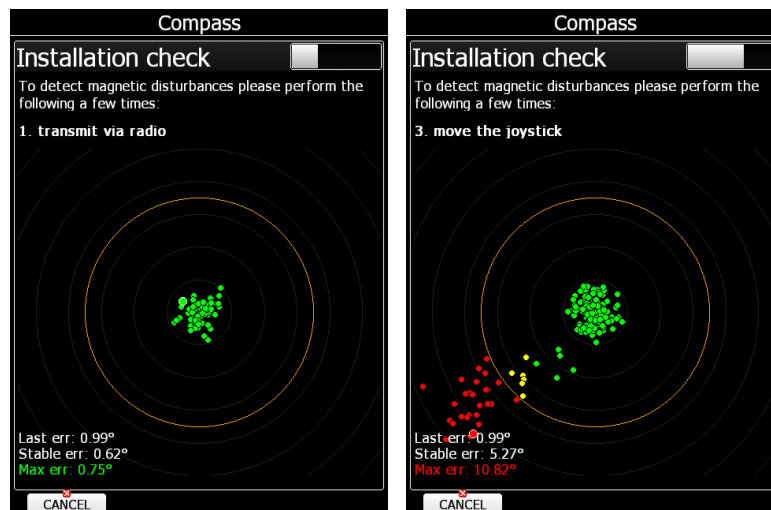 Compass
Installation check
To detect magnetic disturbances please perform the
following a few times:
1. transmit via radio
Last err: 0.99°
Stable err: 0.62°
Max err: 0.75°
CANCEL
Compass
Installation check
To detect magnetic disturbances please perform the
following a few times:
3. move the joystick
Last err: 0.99°
Stable err: 5.27°
Max err: 10.82°
CANCEL